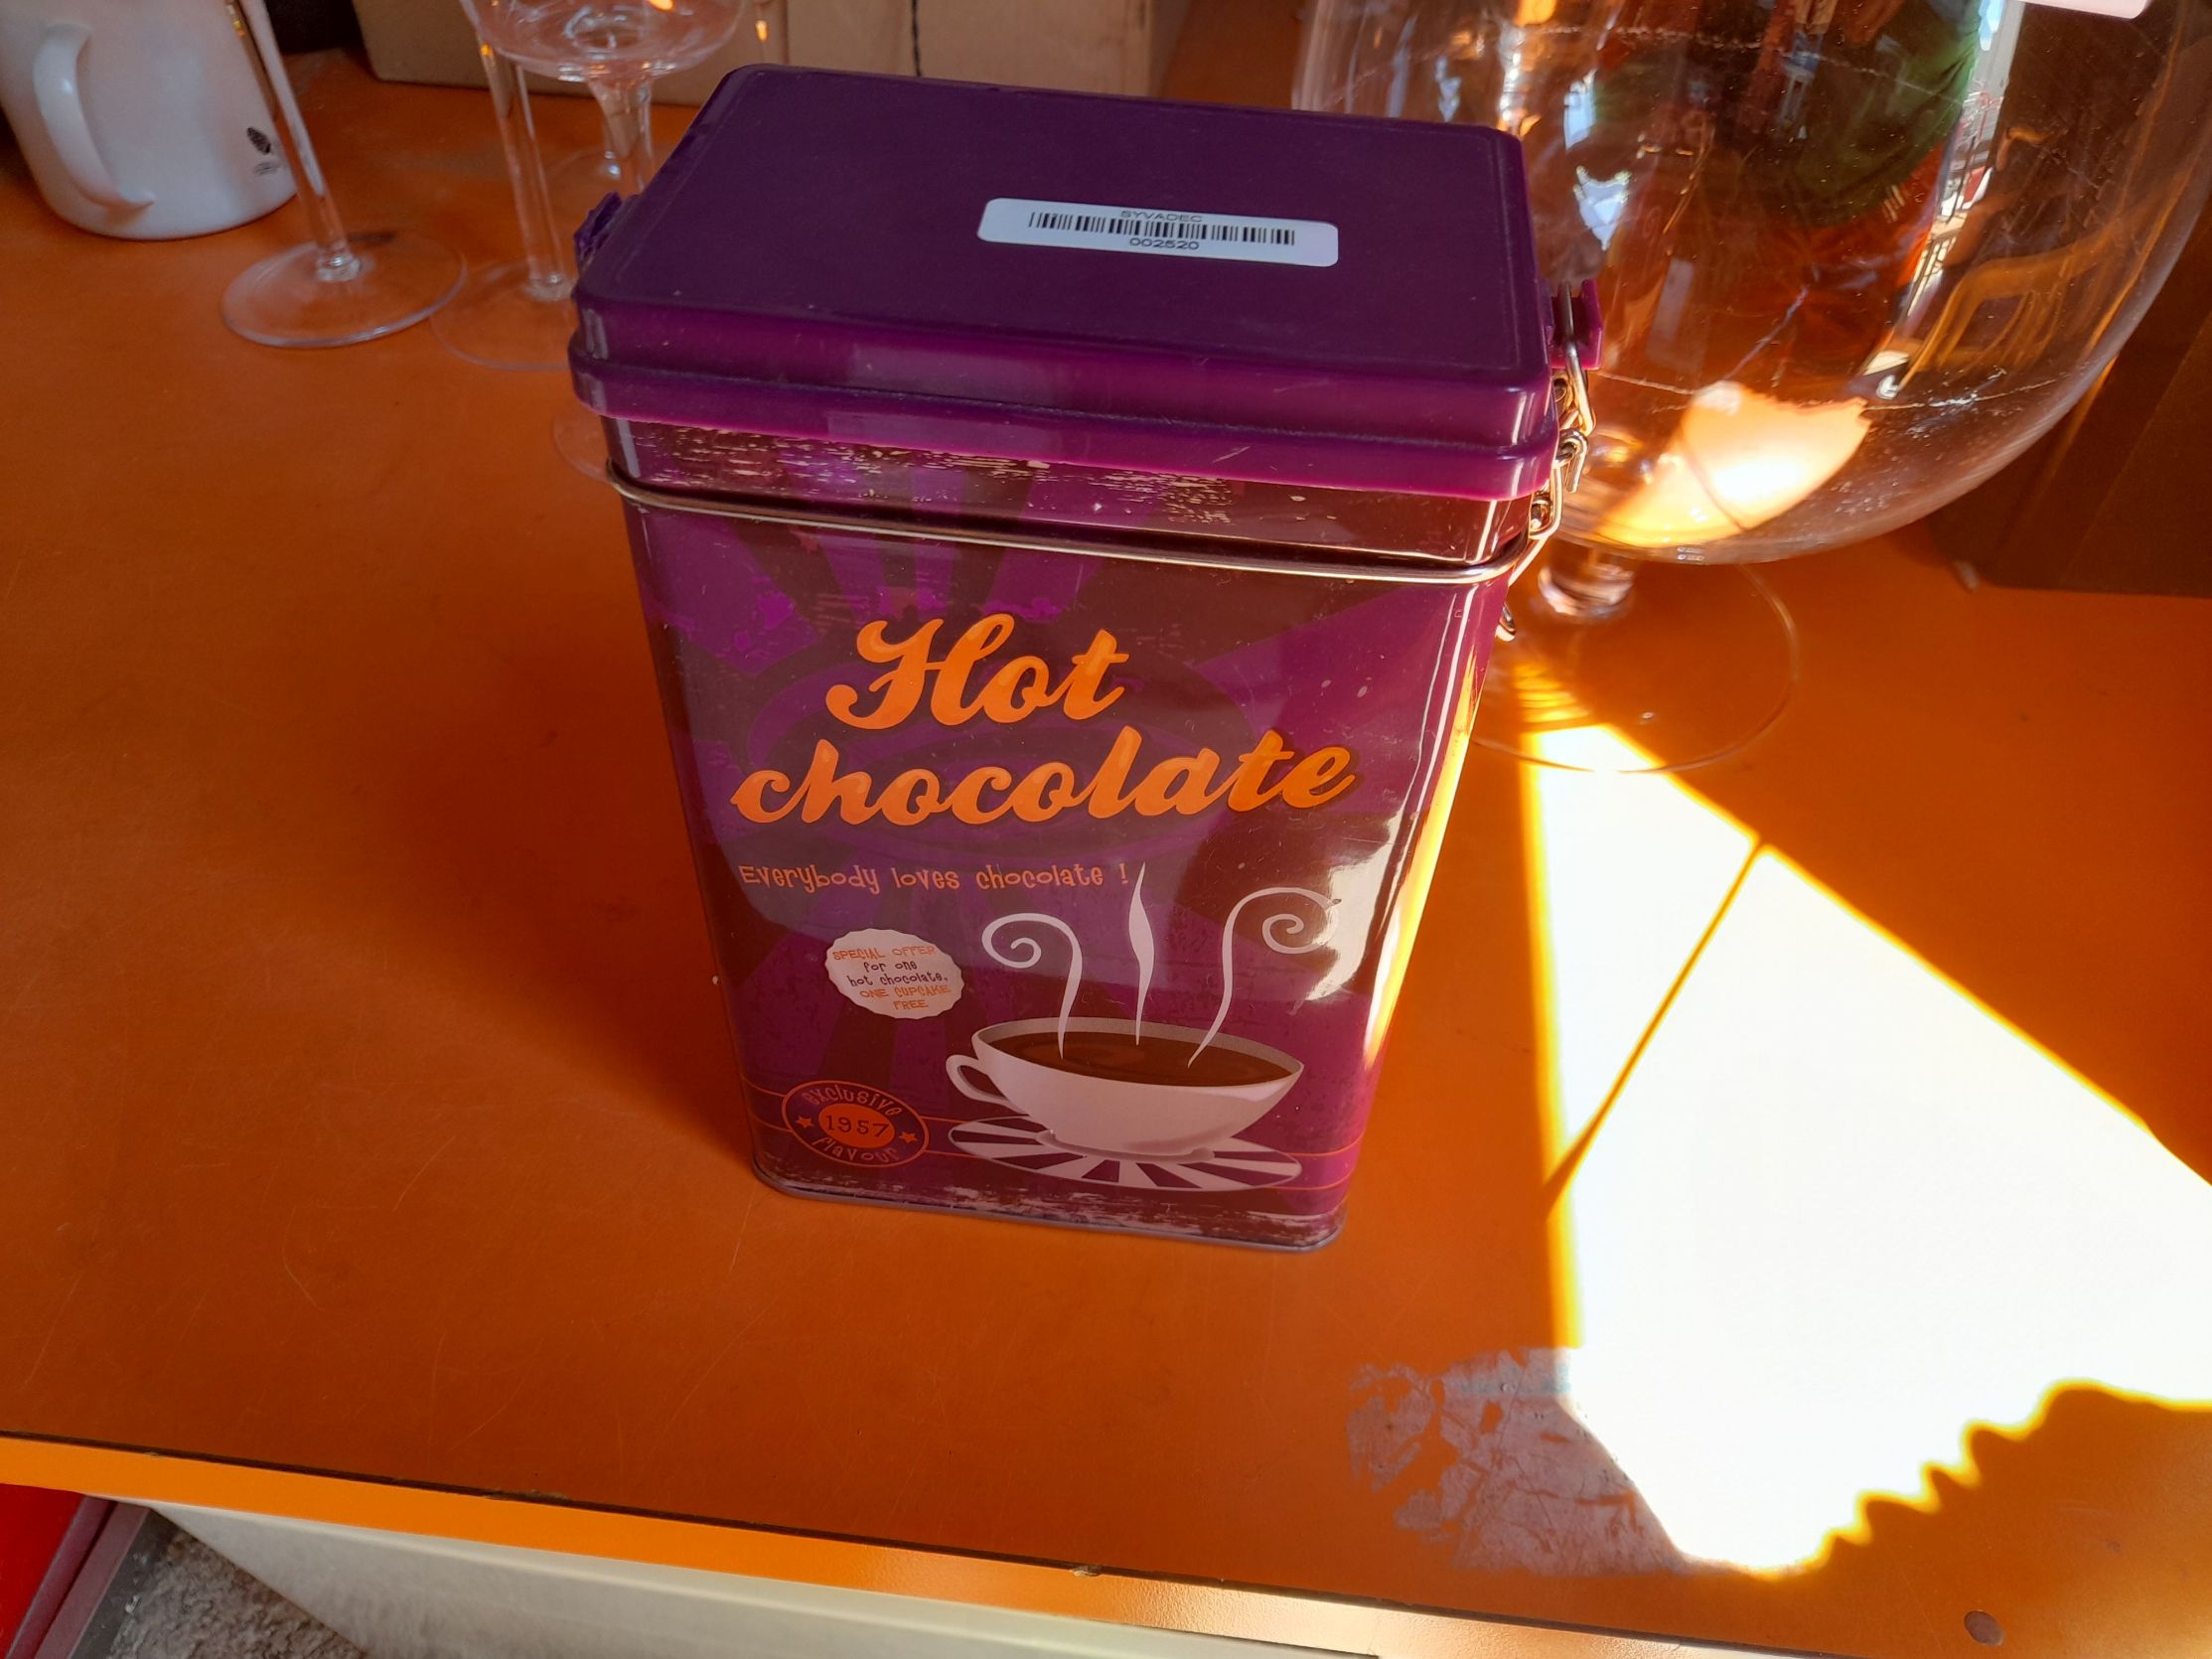 SYVADEC
002520
Hot
chocolate
Everybody loves chocolate !
SPECIAL OFFER
for one
hot chocolate,
ONE CUPCAKE
FREE
exclusive
1957
flavour